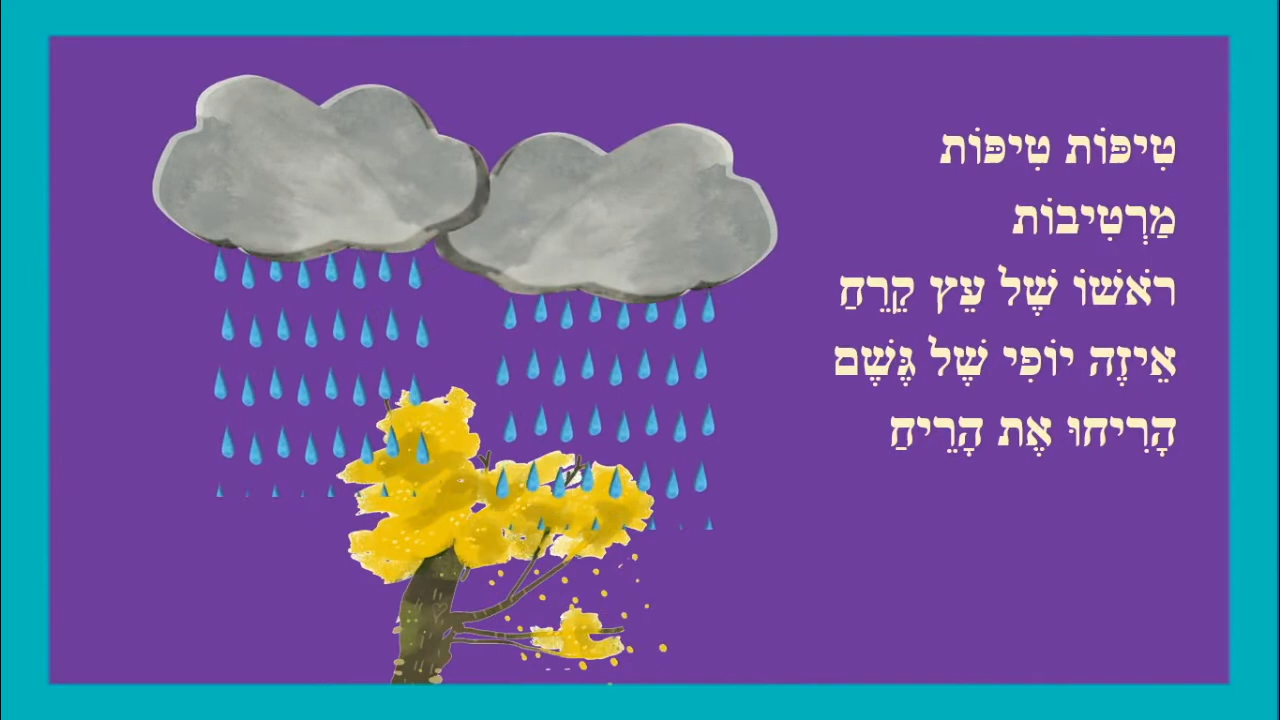 טִיפּוֹת טִיפּוֹת
מַרְטִיבוֹת
רֹאשׁוֹ שֶׁל עֵץ קֵרֵחַ
אֵיזֶה יוֹפִי שֶׁל גֶּשֶׁם
הָרִיחוּ אֶת הָרֵיחַ